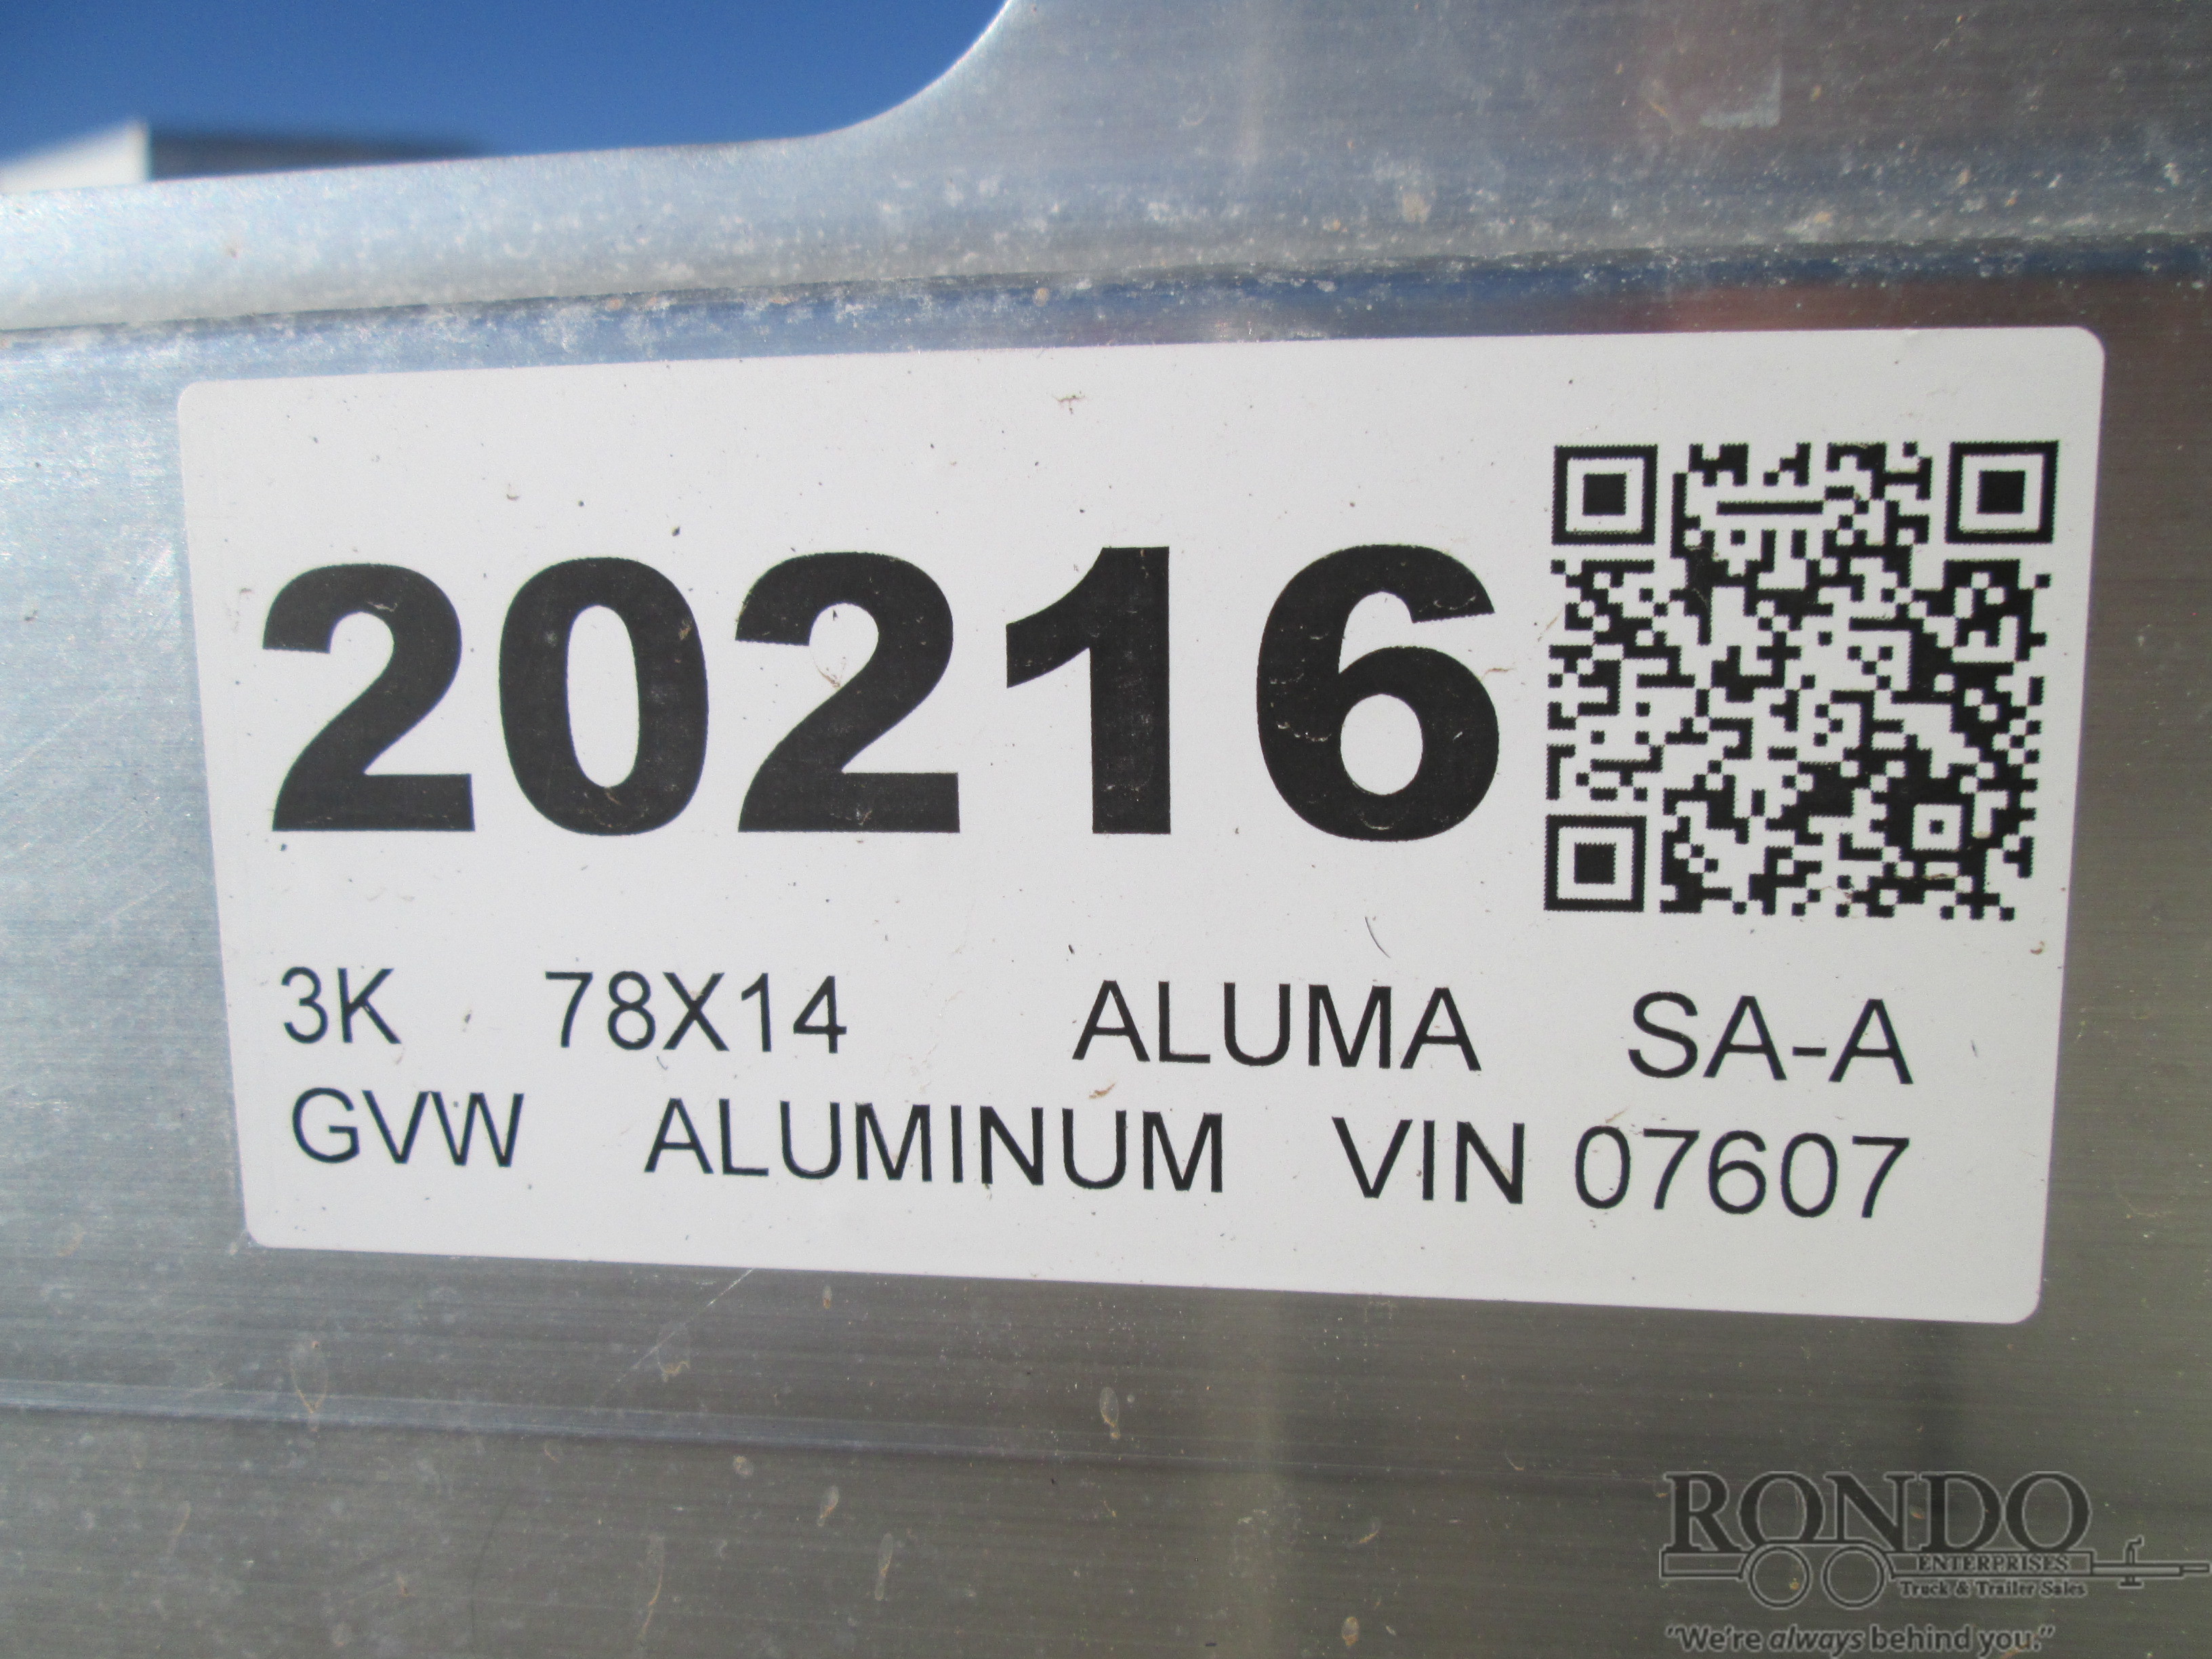 20216
3K 78X14 ALUMA SA-A
GVW ALUMINUM VIN 07607
RONDO
ENTERPRISES
Truck & Trailer Sales
"We're always behind you."